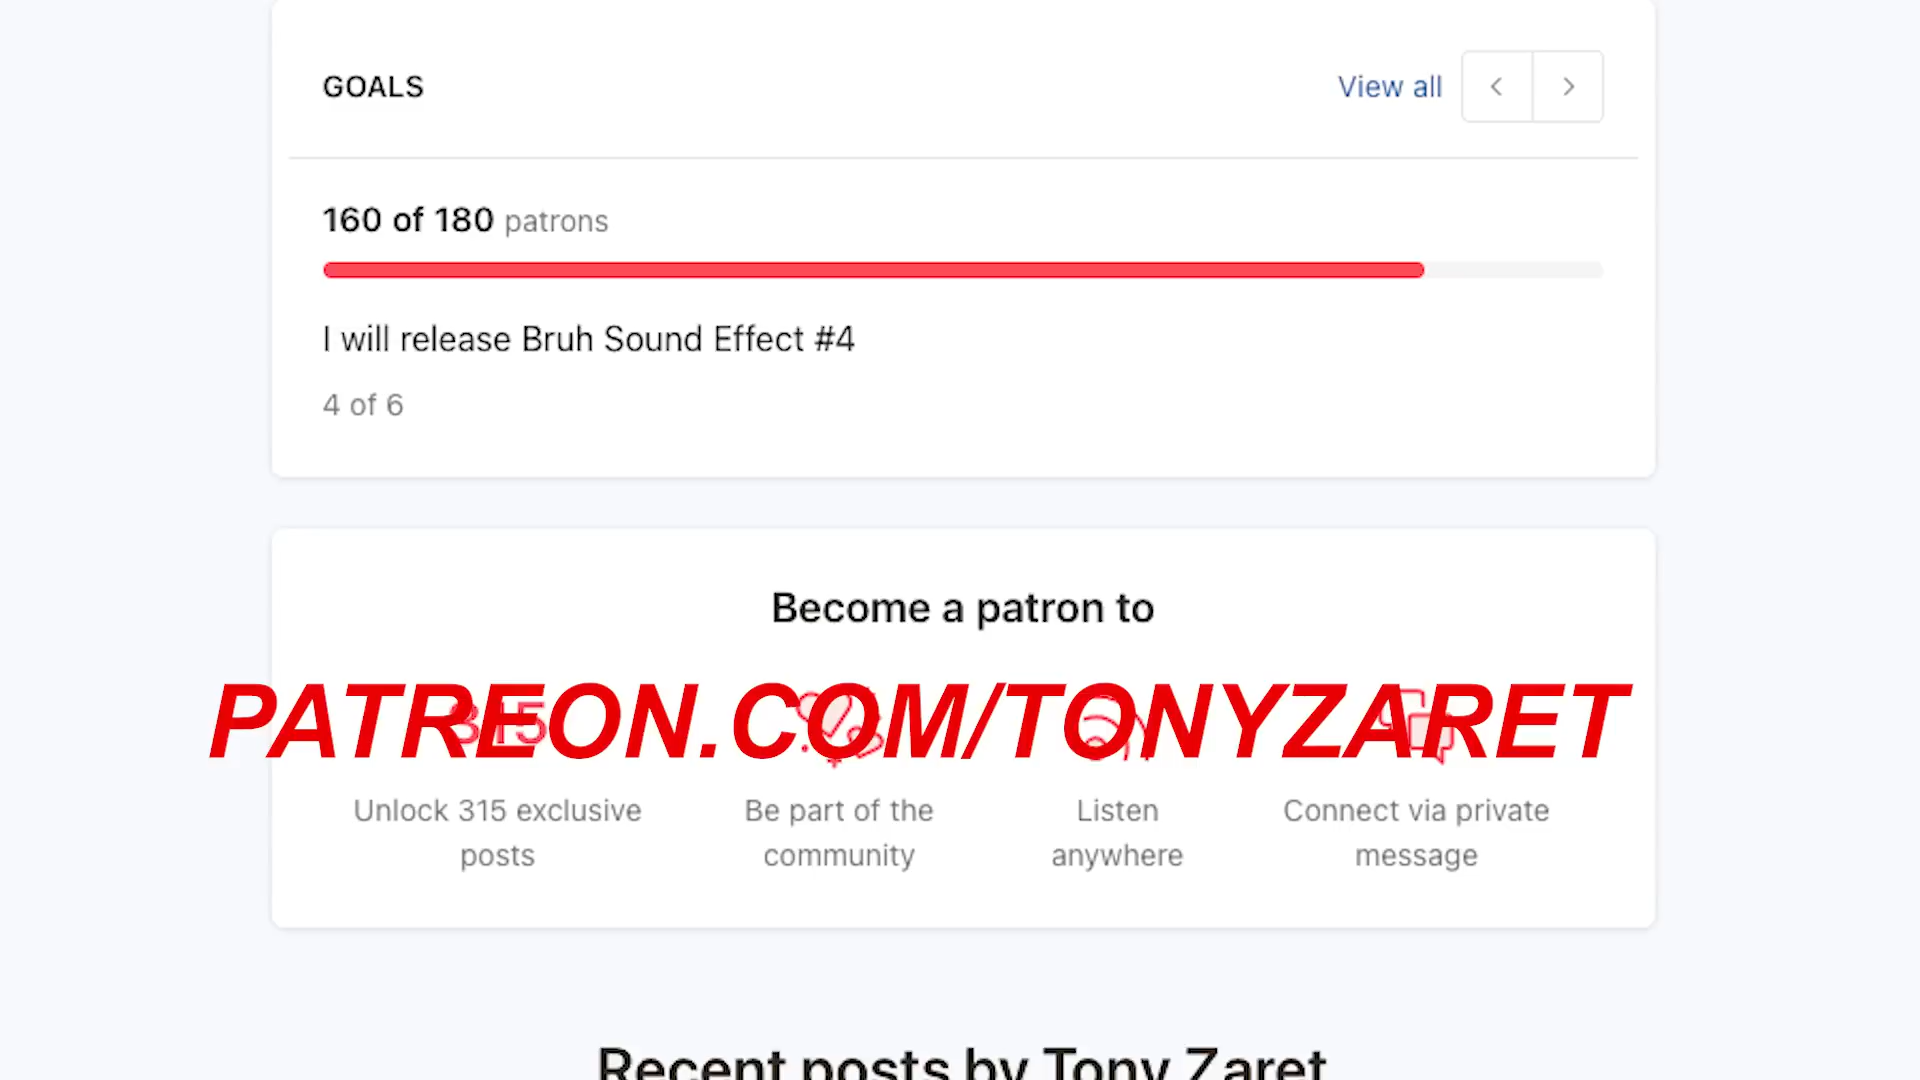 GOALS
View all
160 of 180 patrons
I will release Bruh Sound Effect #4
4 of 6
Become a patron to
315
PATREON.COM/TONYZARET
Unlock 315 exclusive
posts
Be part of the
community
Listen
anywhere
Connect via private
message
Recent posts by Tony Zaret